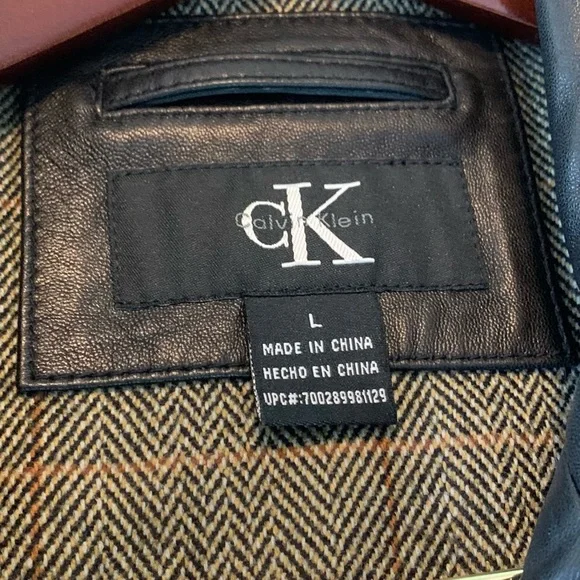 cK
Calvin Klein
L
MADE IN CHINA
HECHO EN CHINA
UPC#:700289981129